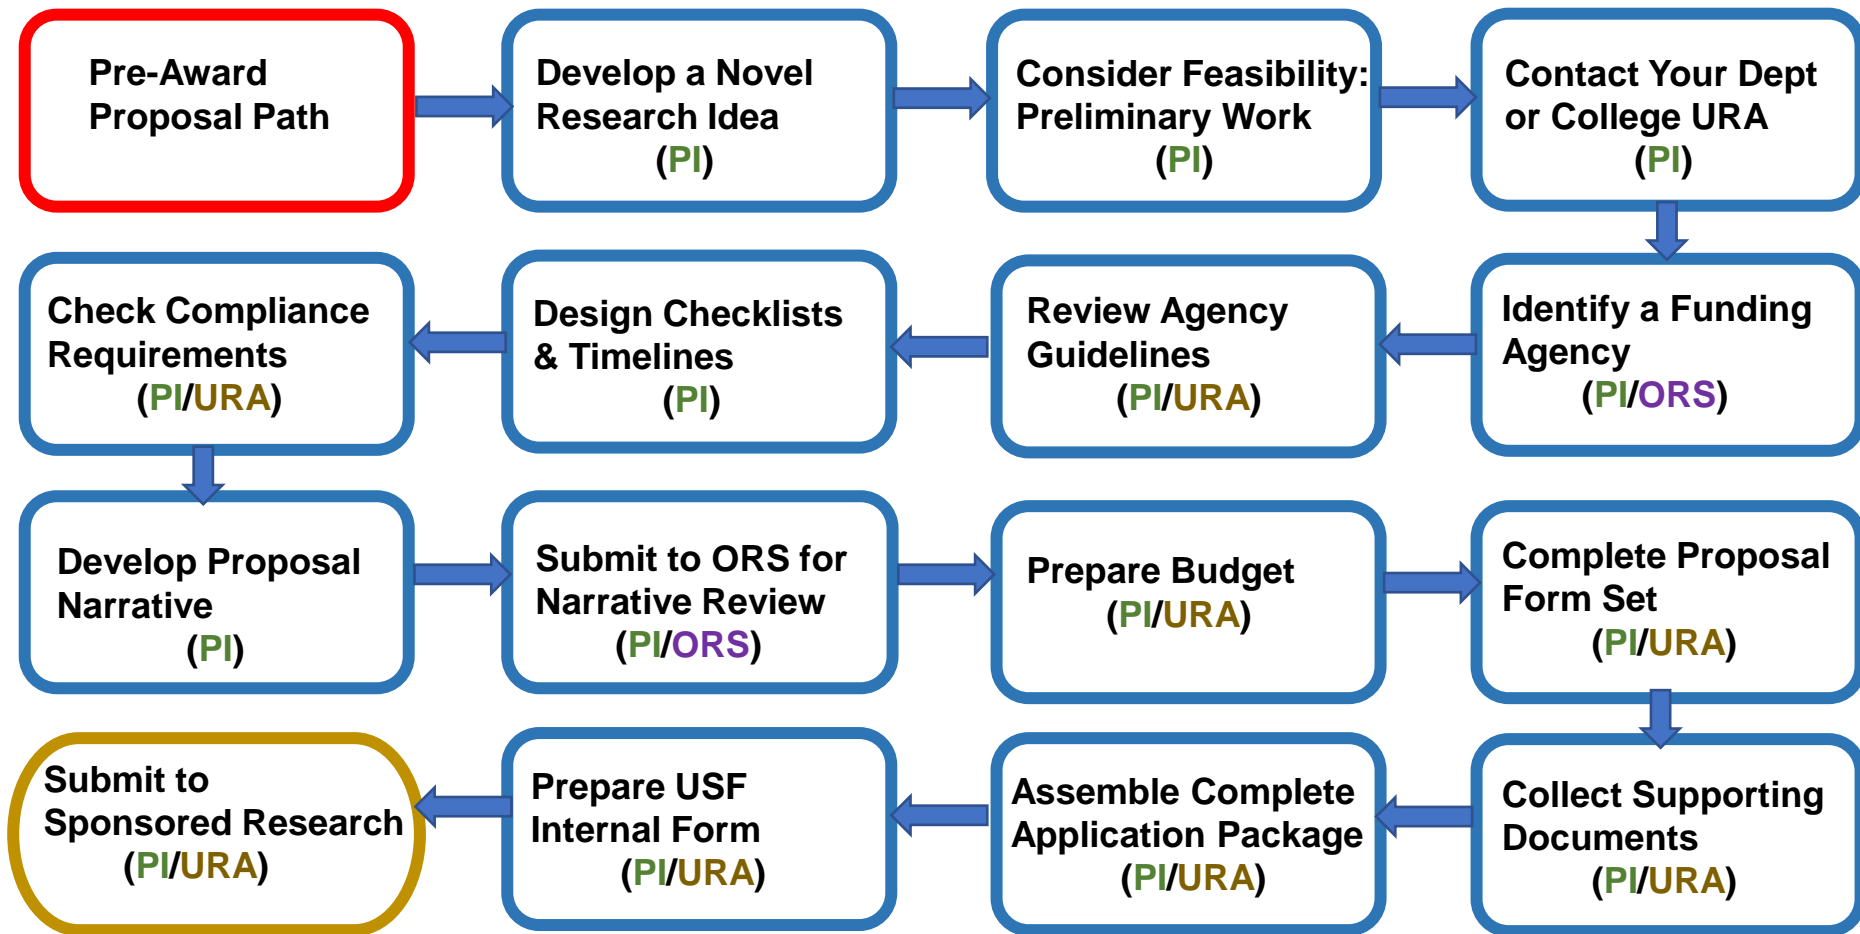 Pre-Award
Proposal Path
Develop a Novel
Research Idea
(PI)
Consider Feasibility:
Preliminary Work
(PI)
Contact Your Dept
or College URA
(PI)
Identify a Funding
Agency
(PI/ORS)
Review Agency
Guidelines
(PI/URA)
Design Checklists
& Timelines
(PI)
Check Compliance
Requirements
(PI/URA)
Develop Proposal
Narrative
(PI)
Submit to ORS for
Narrative Review
(PI/ORS)
Prepare Budget
(PI/URA)
Complete Proposal
Form Set
(PI/URA)
Collect Supporting
Documents
(PI/URA)
Assemble Complete
Application Package
(PI/URA)
Prepare USF
Internal Form
(PI/URA)
Submit to
Sponsored Research
(PI/URA)